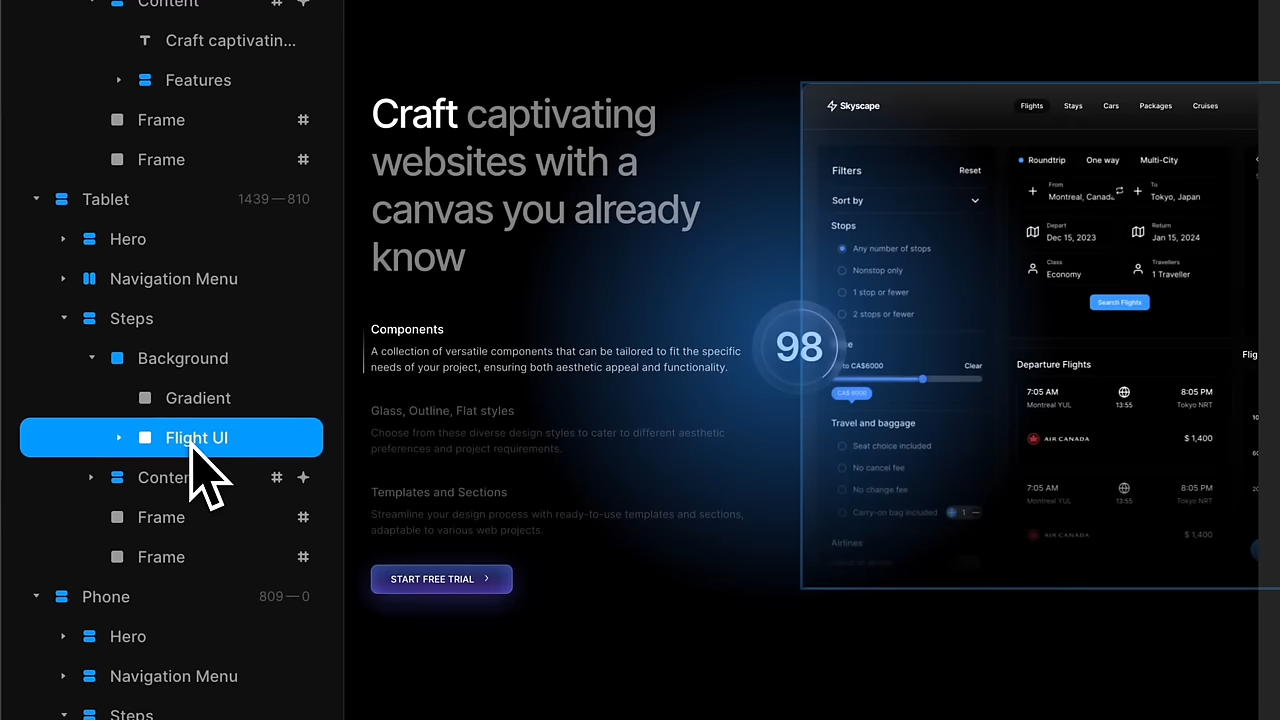 Content
Craft captivatin...
Features
Frame
Frame
Tablet 1439—810
Hero
Navigation Menu
Steps
Background
Gradient
Flight UI
Frame
Frame
Phone 809—0
Hero
Navigation Menu
Steps
Craft captivating
websites with a
canvas you already
know
Components
A collection of versatile components that can be tailored to fit the specific
needs of your project, ensuring both aesthetic appeal and functionality.
Glass, Outline, Flat styles
Choose from these diverse design styles to cater to different aesthetic
preferences and project requirements.
Templates and Sections
Streamline your design process with ready-to-use templates and sections,
adaptable to various web projects.
START FREE TRIAL
98
Skyscape
Flights Stays Cars Packages Cruises
Filters Reset
Sort by
Stops
Any number of stops
Nonstop only
1 stop or fewer
2 stops or fewer
to CA$6000 Clear
CA$ 6000
Travel and baggage
Seat choice included
No cancel fee
No change fee
Carry-on bag included 1
Airlines
Roundtrip One way Multi-City
From To
Montreal, Canad Tokyo, Japan
Depart Return
Dec 15, 2023 Jan 15, 2024
Class Travellers
Economy 1 Traveller
Search Flights
Departure Flights
7:05 AM 8:05 PM
Montreal YUL 13:55 Tokyo NRT
AIR CANADA $ 1,400
7:05 AM 8:05 PM
Montreal YUL 13:55 Tokyo NRT
AIR CANADA $ 1,400